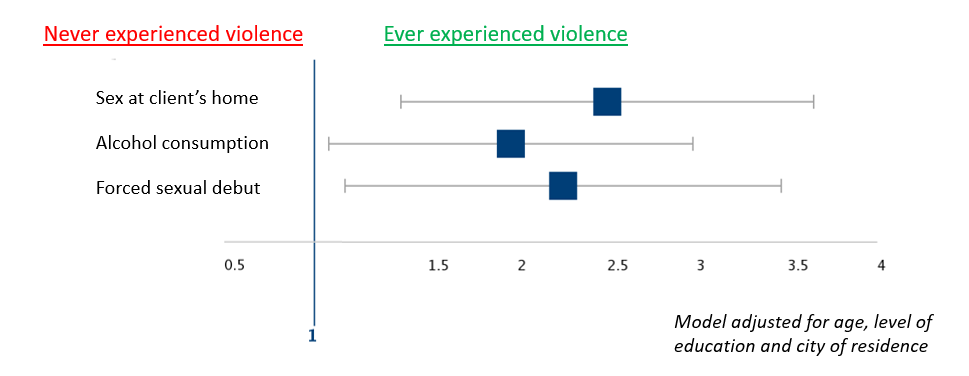 Never experienced violence
Ever experienced violence
Sex at client's home
Alcohol consumption
Forced sexual debut
0.5
1.5
2
2.5
3
3.5
4
1
Model adjusted for age, level of
education and city of residence